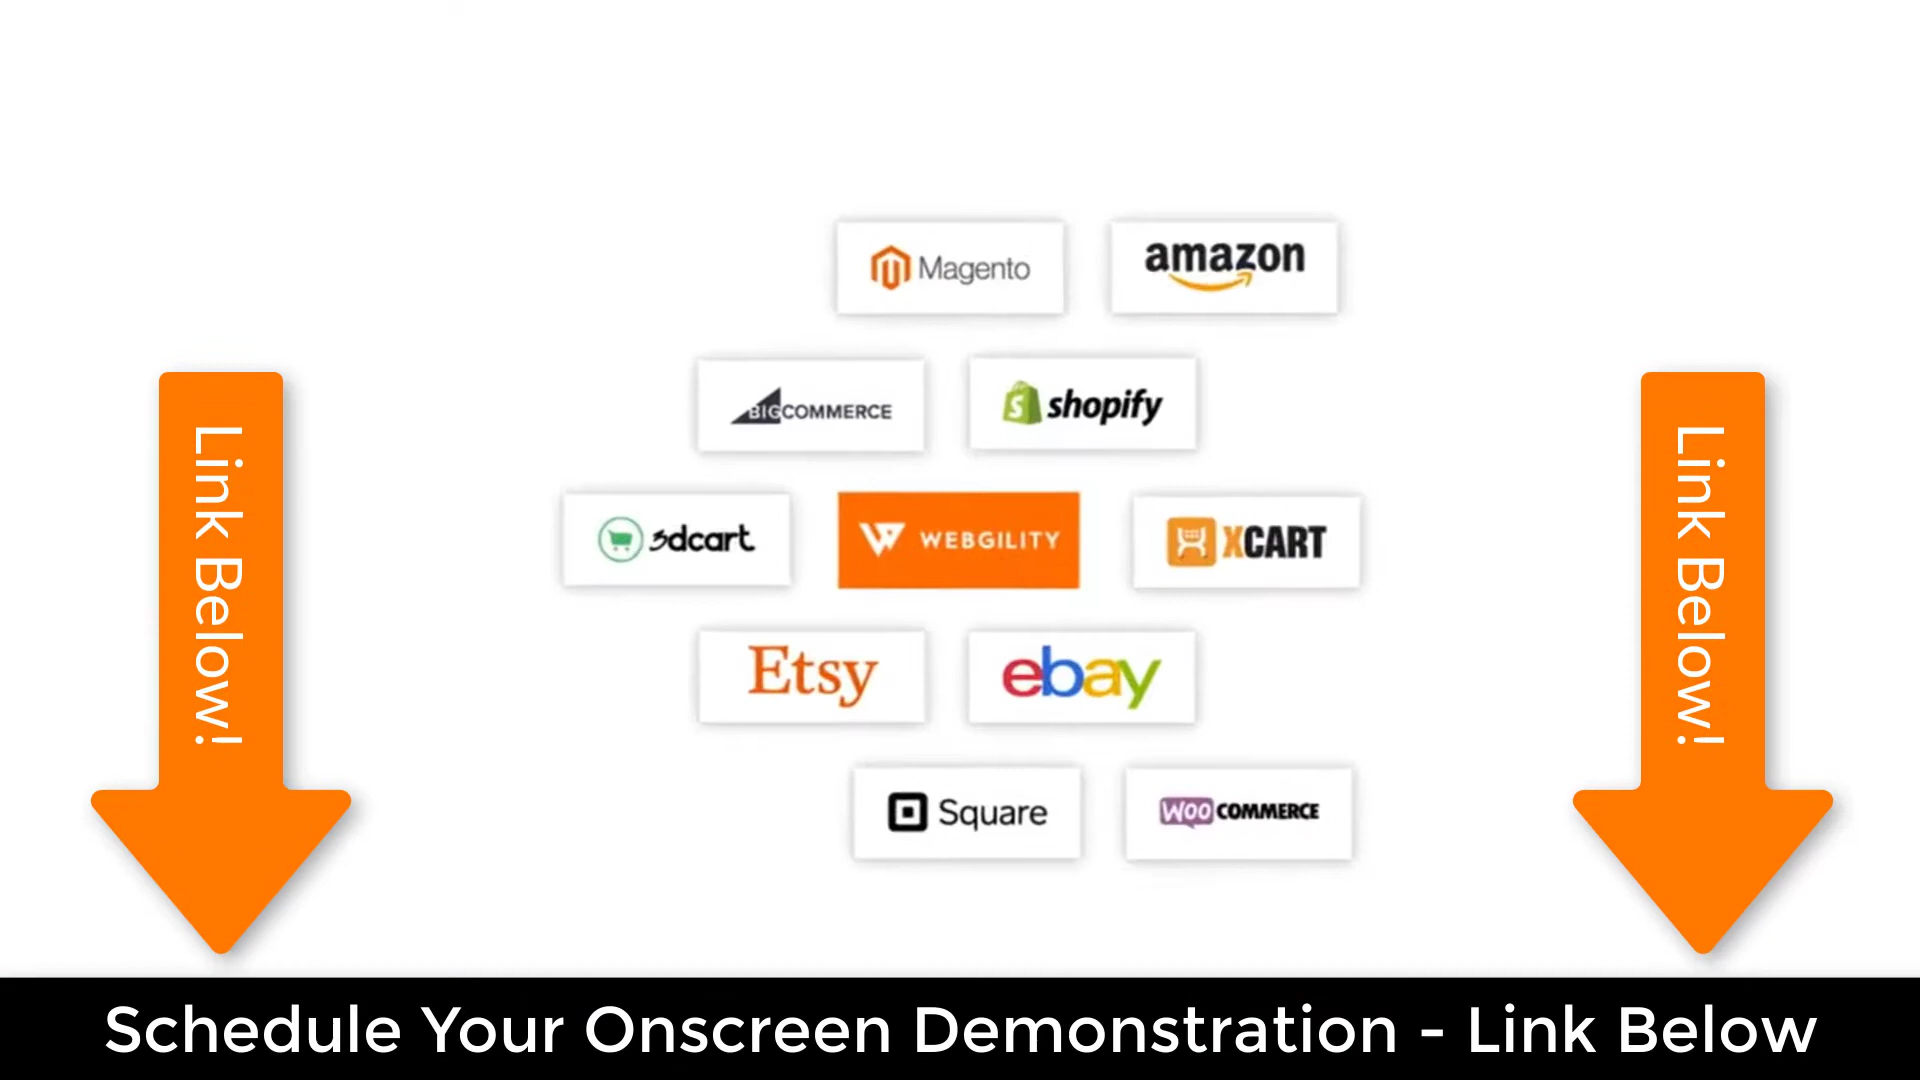 Magento
amazon
BIGCOMMERCE
shopify
3dcart
WEBGILITY
XCART
Etsy
ebay
Square
WOO COMMERCE
Link Below!
Link Below!
Schedule Your Onscreen Demonstration - Link Below